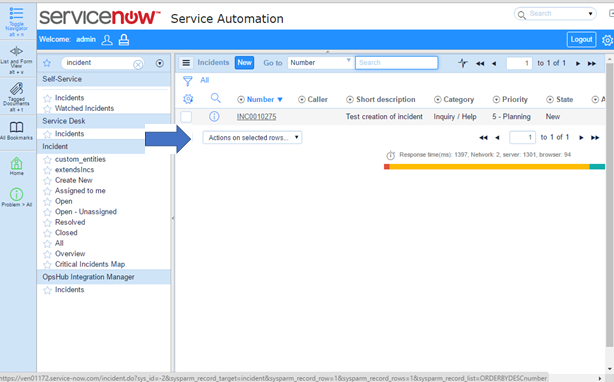 servicenow™ Service Automation
Search
Toggle Navigator
alt + n
Welcome: admin
Logout
List and Form View
alt + v
Tagged Documents
alt + t
All Bookmarks
Home
Problem > All
incident
Self-Service
Incidents
Watched Incidents
Service Desk
Incidents
Incident
custom_entities
extendsIncs
Create New
Assigned to me
Open
Open - Unassigned
Resolved
Closed
All
Overview
Critical Incidents Map
OpsHub Integration Manager
Incidents
Incidents New Go to Number Search 1 to 1 of 1
All
Number ▼ Caller Short description Category Priority State A
INC0010275 Test creation of incident Inquiry / Help 5 - Planning New
Actions on selected rows... 1 to 1 of 1
Response time(ms): 1397, Network: 2, server: 1301, browser: 94
https://ven01172.service-now.com/incident.do?sys_id=-2&sysparm_record_target=incident&sysparm_record_row=1&sysparm_record_rows=1&sysparm_record_list=ORDERBYDESCnumber